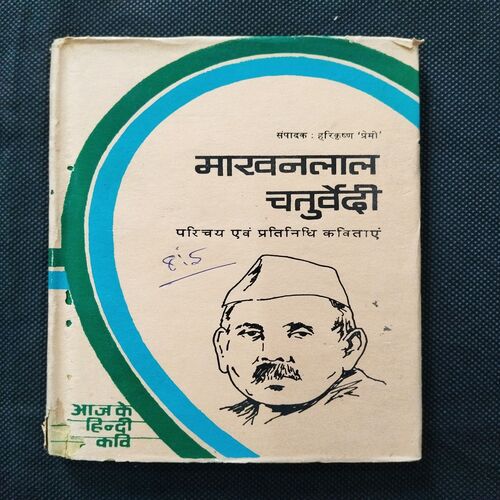 संपादक : हरिकृष्ण 'प्रेमी'
माखनलाल
चतुर्वेदी
परिचय एवं प्रतिनिधि कविताएं
आज के
हिन्दी
कवि